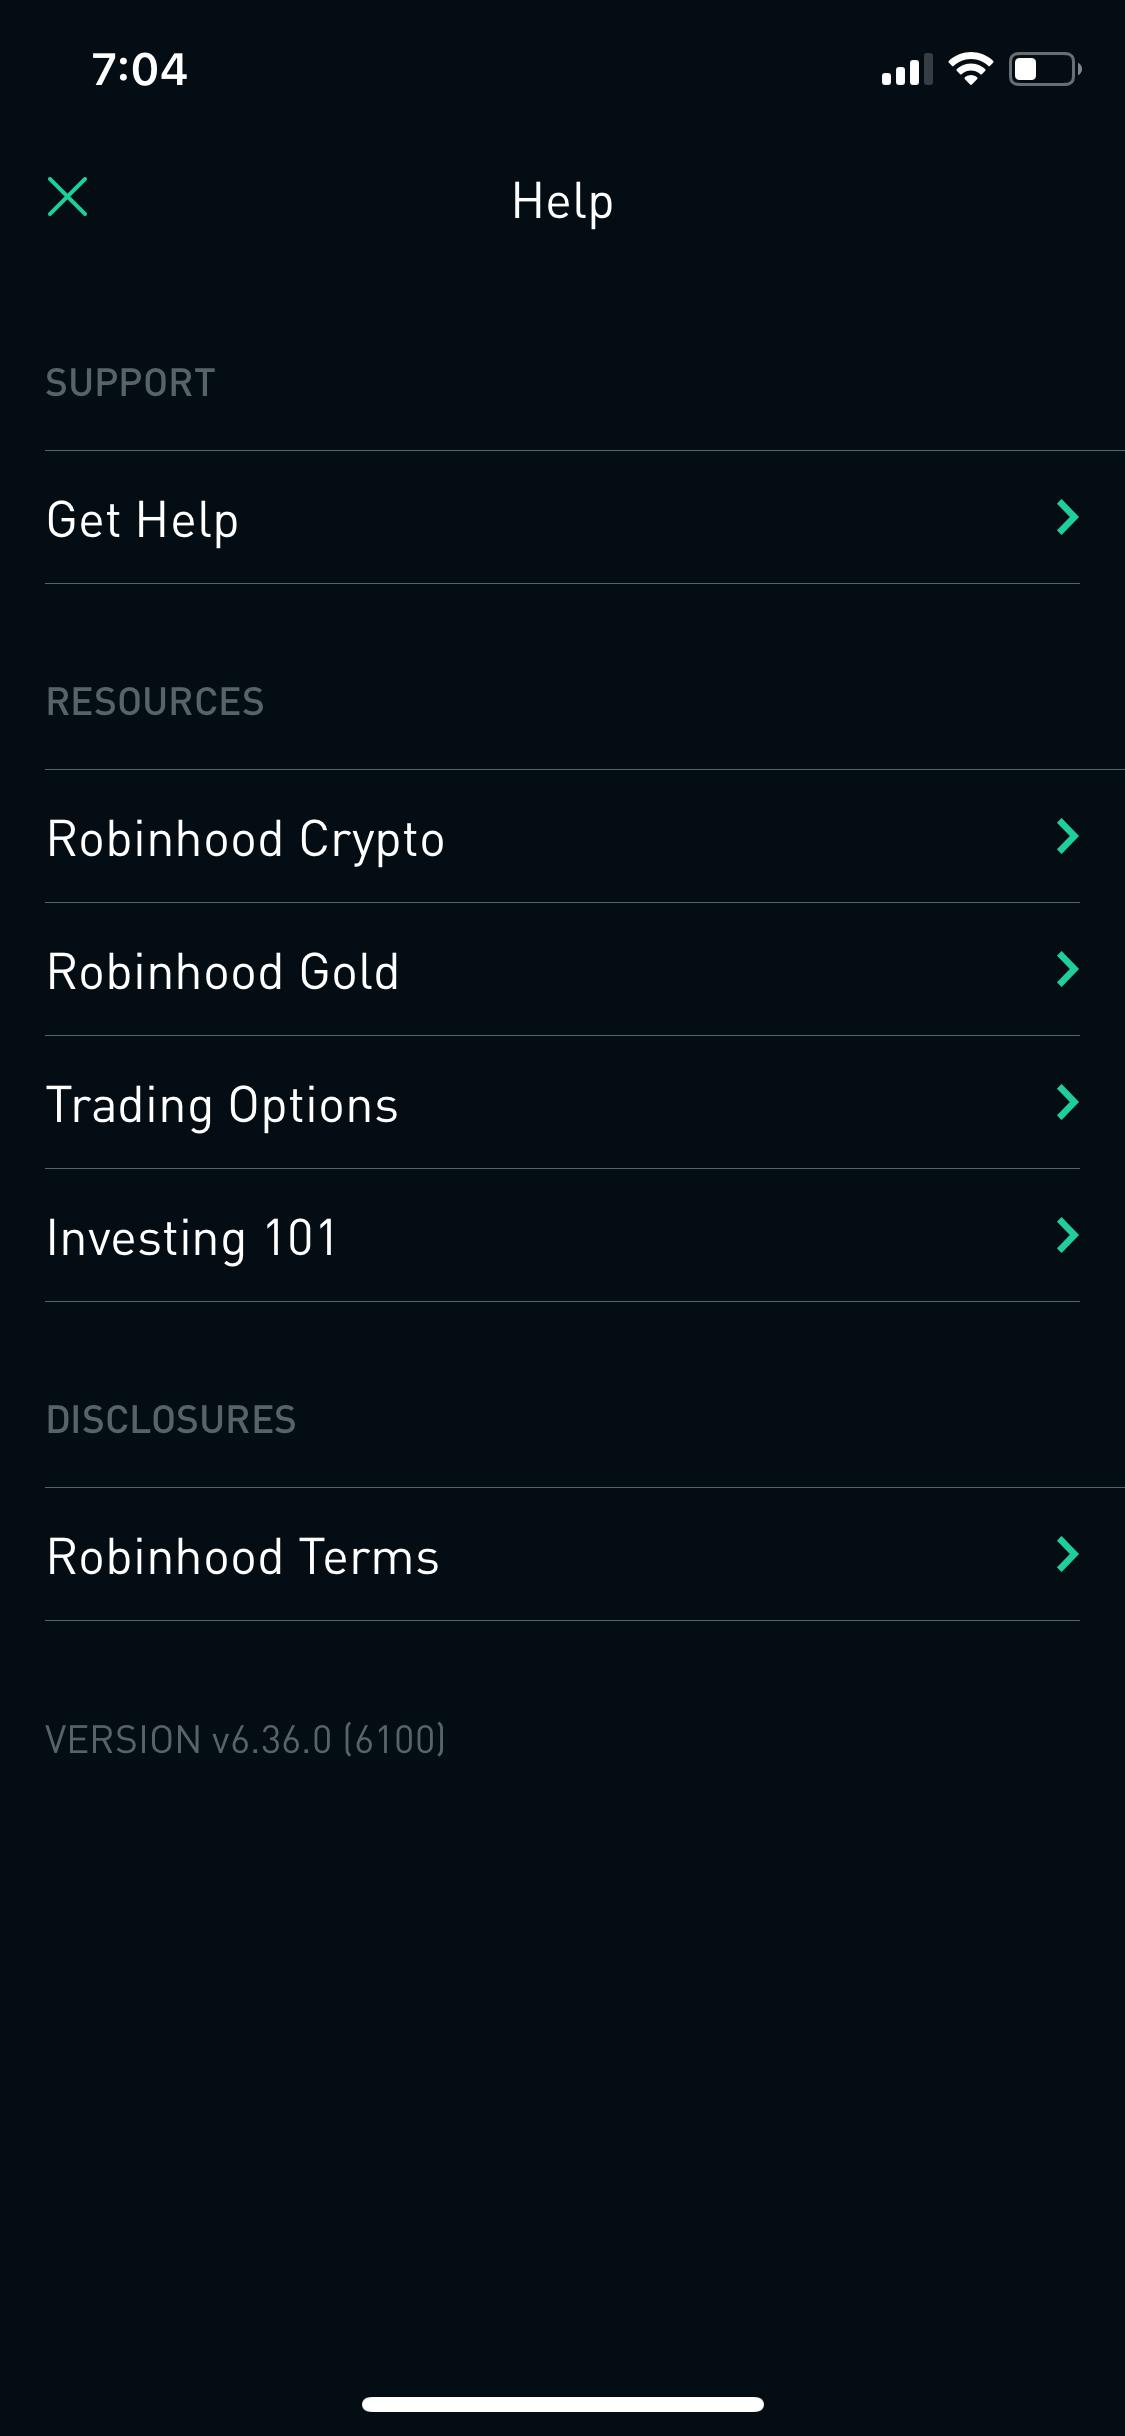 7:04
Help
SUPPORT
Get Help
RESOURCES
Robinhood Crypto
Robinhood Gold
Trading Options
Investing 101
DISCLOSURES
Robinhood Terms
VERSION v6.36.0 (6100)